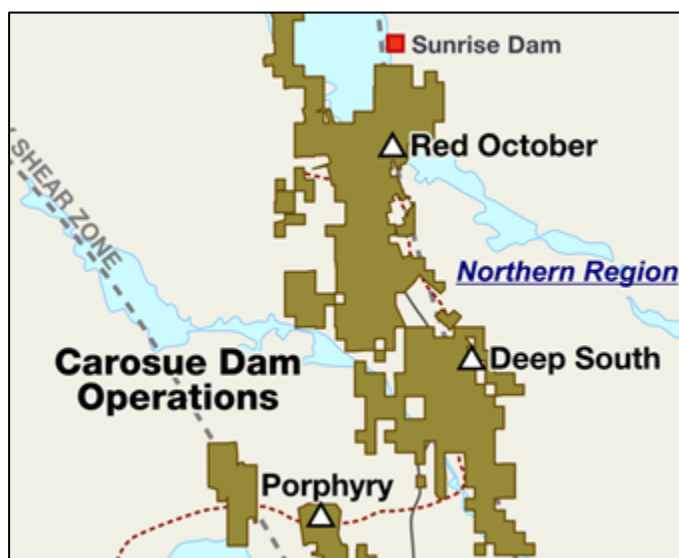 Sunrise Dam
Red October
SHEAR ZONE
Northern Region
Carosue Dam
Operations
Deep South
Porphyry